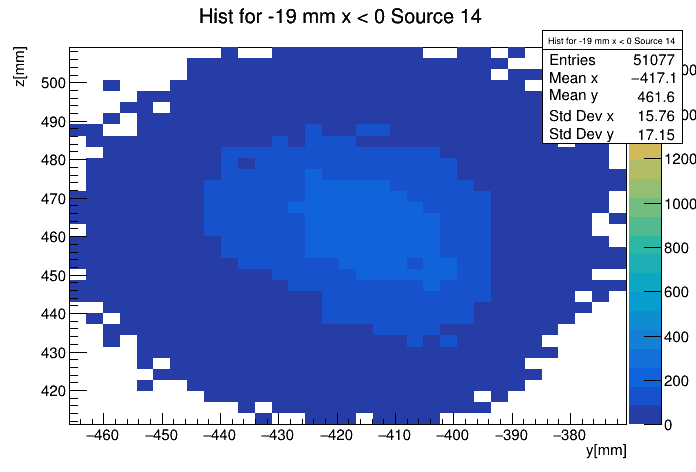 Hist for -19 mm x < 0 Source 14
z[mm]
Hist for -19 mm x < 0 Source 14
Entries 51077
Mean x −417.1
Mean y 461.6
Std Dev x 15.76
Std Dev y 17.15
500
490
480
470
460
450
440
430
420
1200
1000
800
600
400
200
0
−460 −450 −440 −430 −420 −410 −400 −390 −380
y[mm]